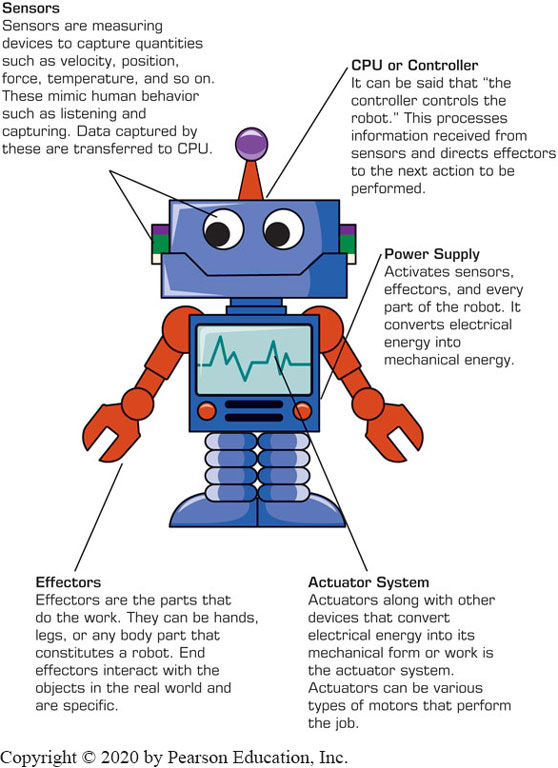 Sensors
Sensors are measuring
devices to capture quantities
such as velocity, position,
force, temperature, and so on.
These mimic human behavior
such as listening and
capturing. Data captured by
these are transferred to CPU.
CPU or Controller
It can be said that “the
controller controls the
robot.” This processes
information received from
sensors and directs effectors
to the next action to be
performed.
Power Supply
Activates sensors,
effectors, and every
part of the robot. It
converts electrical
energy into
mechanical energy.
Effectors
Effectors are the parts that
do the work. They can be hands,
legs, or any body part that
constitutes a robot. End
effectors interact with the
objects in the real world and
are specific.
Actuator System
Actuators along with other
devices that convert
electrical energy into its
mechanical form or work is
the actuator system.
Actuators can be various
types of motors that perform
the job.
Copyright © 2020 by Pearson Education, Inc.